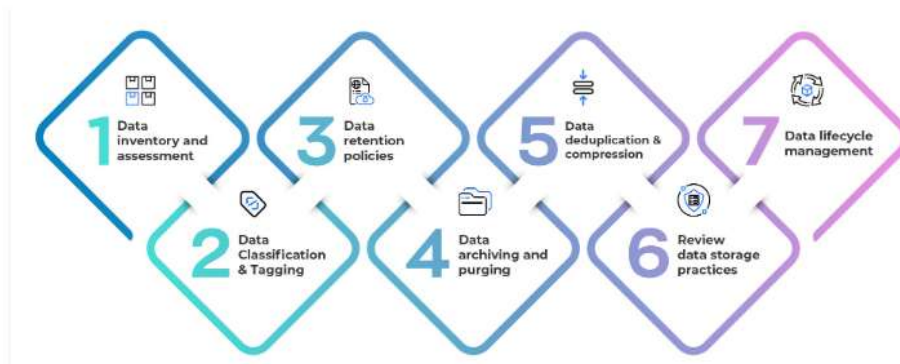 1
Data
inventory and
assessment
2
Data
Classification
& Tagging
3
Data
retention
policies
4
Data
archiving and
purging
5
Data
deduplication &
compression
6
Review
data storage
practices
7
Data lifecycle
management